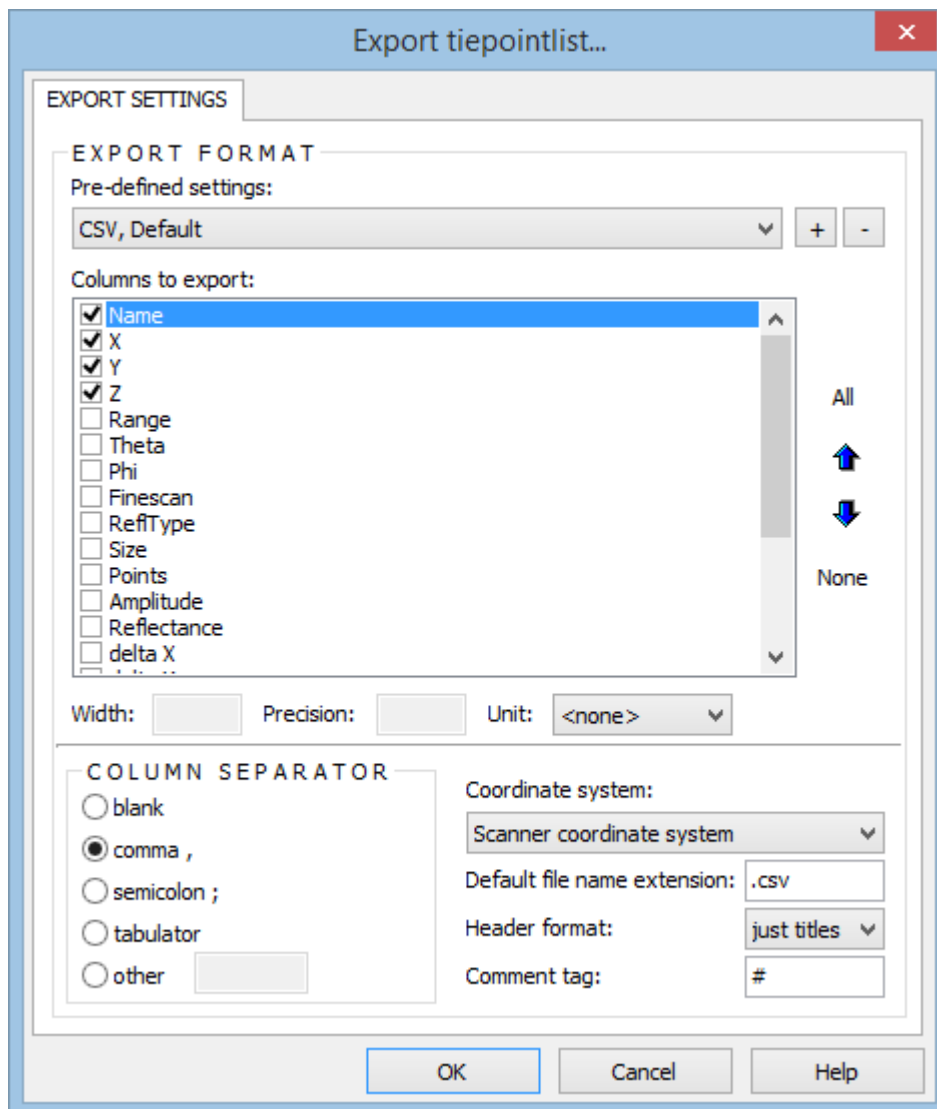 Export tiepointlist...
EXPORT SETTINGS
EXPORT FORMAT
Pre-defined settings:
CSV, Default
+ -
Columns to export:
Name
X
Y
Z
Range
Theta
Phi
Finescan
ReflType
Size
Points
Amplitude
Reflectance
delta X
All
None
Width: Precision: Unit: <none>
COLUMN SEPARATOR
blank
comma ,
semicolon ;
tabulator
other
Coordinate system:
Scanner coordinate system
Default file name extension: .csv
Header format: just titles
Comment tag: #
OK Cancel Help